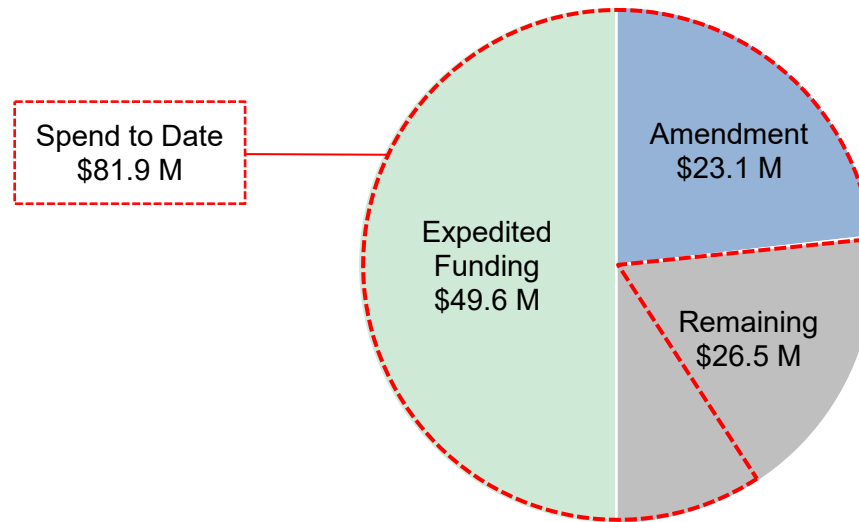 Spend to Date
$81.9 M
Amendment
$23.1 M
Expedited
Funding
$49.6 M
Remaining
$26.5 M